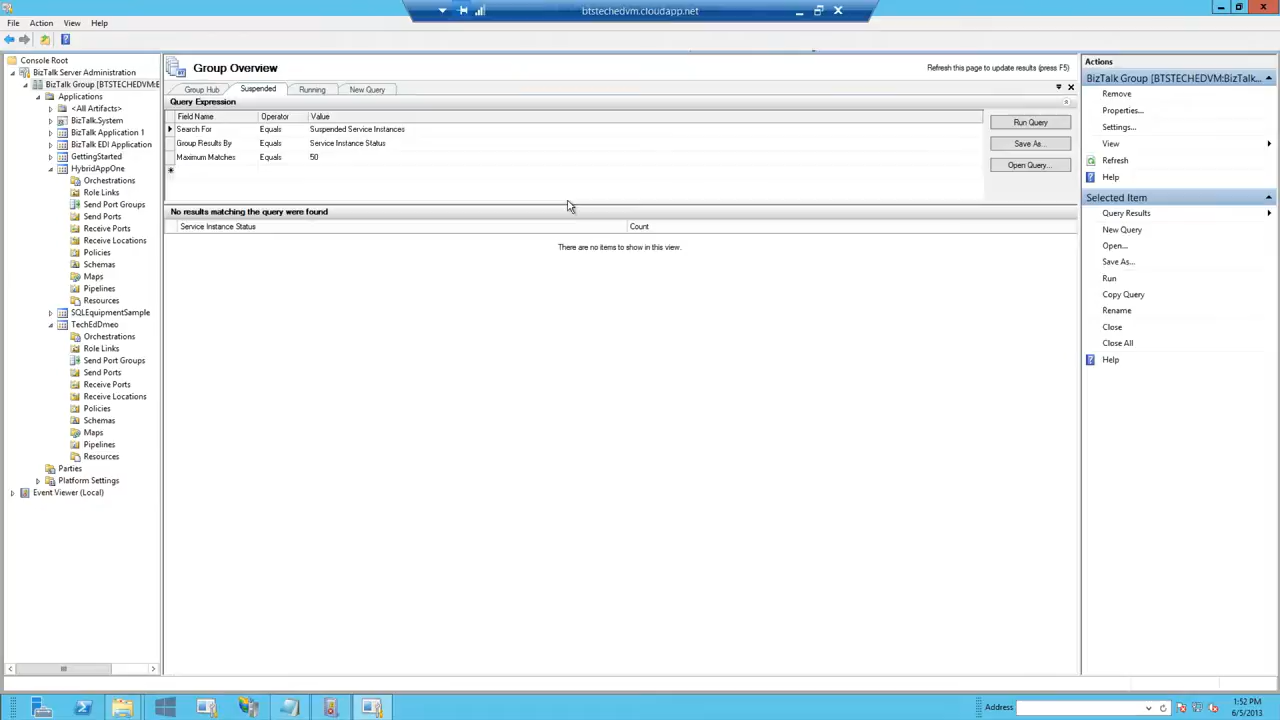 btstechedvm.cloudapp.net
File Action View Help
Console Root
BizTalk Server Administration
BizTalk Group [BTSTECHEDVM:E
Applications
<All Artifacts>
BizTalk.System
BizTalk Application 1
BizTalk EDI Application
GettingStarted
HybridAppOne
Orchestrations
Role Links
Send Port Groups
Send Ports
Receive Ports
Receive Locations
Policies
Schemas
Maps
Pipelines
Resources
SQLEquipmentSample
TechEdDmeo
Orchestrations
Role Links
Send Port Groups
Send Ports
Receive Ports
Receive Locations
Policies
Schemas
Maps
Pipelines
Resources
Parties
Platform Settings
Event Viewer (Local)
Group Overview
Refresh this page to update results (press F5)
Group Hub Suspended Running New Query
Query Expression
Field Name Operator Value
Search For Equals Suspended Service Instances
Group Results By Equals Service Instance Status
Maximum Matches Equals 50
Run Query
Save As...
Open Query...
No results matching the query were found
Service Instance Status Count
There are no items to show in this view.
Actions
BizTalk Group [BTSTECHEDVM:BizTalk...
Remove
Properties...
Settings...
View
Refresh
Help
Selected Item
Query Results
New Query
Open...
Save As...
Run
Copy Query
Rename
Close
Close All
Help
Address
1:52 PM
6/5/2013